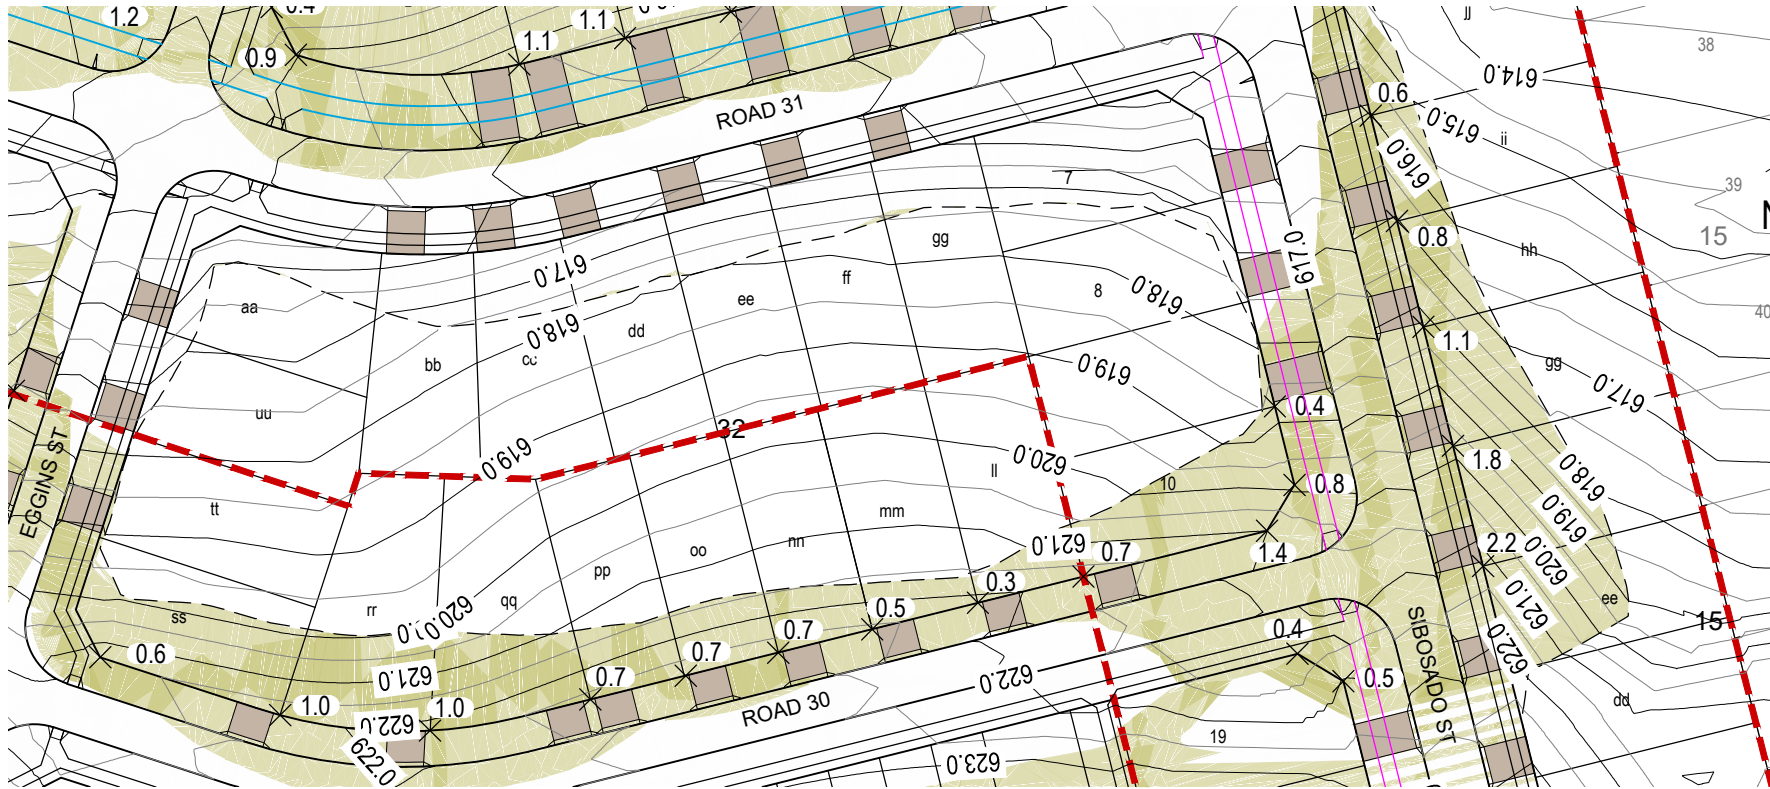 1.2
0.4
1.1
0.9
1.1
ROAD 31
jj
38
614.0
0.6
615.0
ii
616.0
39
7
0.8
15
hh
gg
617.0
617.0
ff
8
618.0
ee
aa
618.0
dd
40
1.1
bb
cc
gg
619.0
617.0
uu
0.4
32
EGGINS ST
619.0
620.0
ll
1.8
618.0
10
0.8
tt
mm
619.0
nn
621.0
0.7
1.4
2.2
620.0
oo
pp
0.3
621.0
rr
620.0
qq
ss
0.5
ee
15
SIBOSADO ST
0.7
0.4
622.0
0.6
0.7
621.0
622.0
0.5
0.7
1.0
622.0
1.0
ROAD 30
dd
19
622.0
623.0